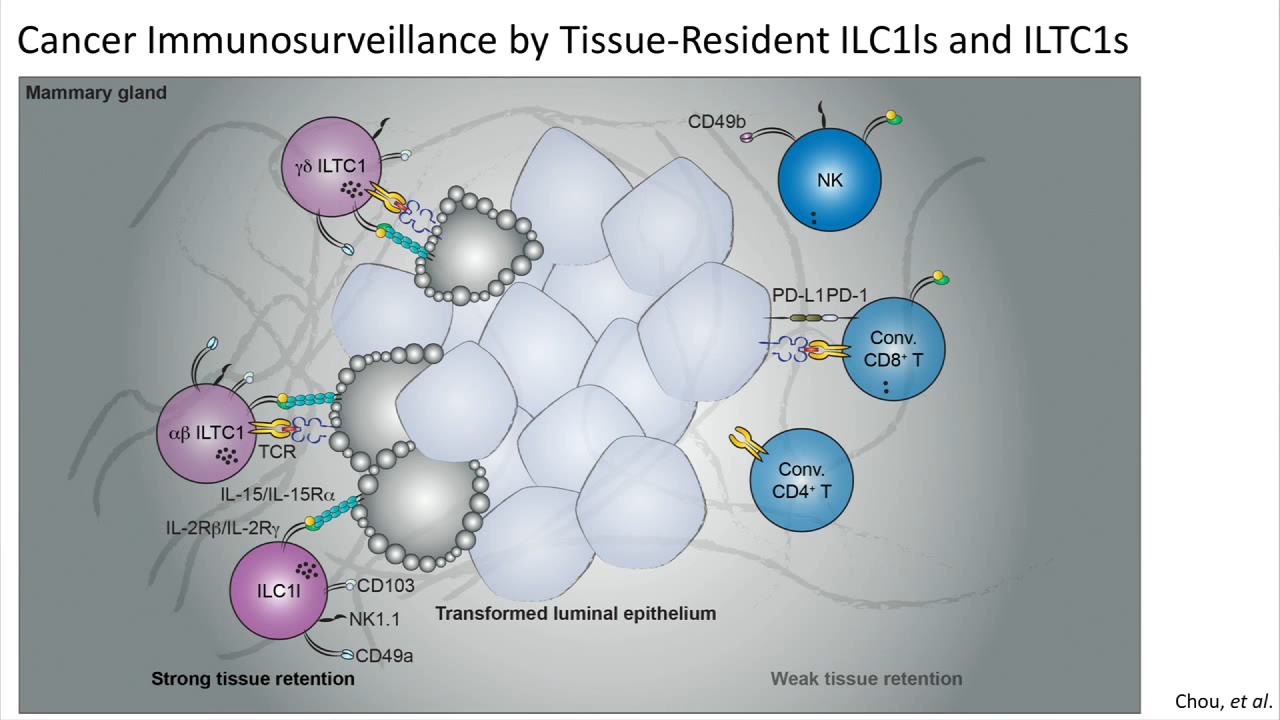 Cancer Immunosurveillance by Tissue-Resident ILC1ls and ILTC1s
Mammary gland
γδ ILTC1
CD49b
NK
PD-L1 PD-1
Conv.
CD8⁺ T
αβ ILTC1
TCR
Conv.
CD4⁺ T
IL-15/IL-15Rα
IL-2Rβ/IL-2Rγ
ILC1l
CD103
NK1.1
CD49a
Transformed luminal epithelium
Strong tissue retention
Weak tissue retention
Chou, et al.